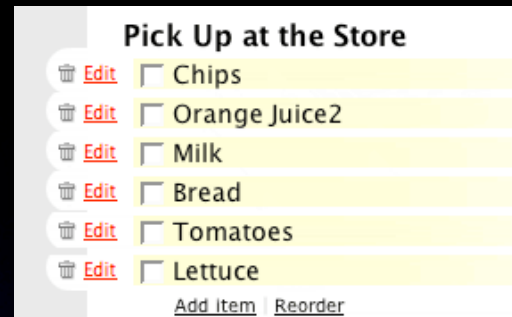 Pick Up at the Store
Edit Chips
Edit Orange Juice2
Edit Milk
Edit Bread
Edit Tomatoes
Edit Lettuce
Add item | Reorder